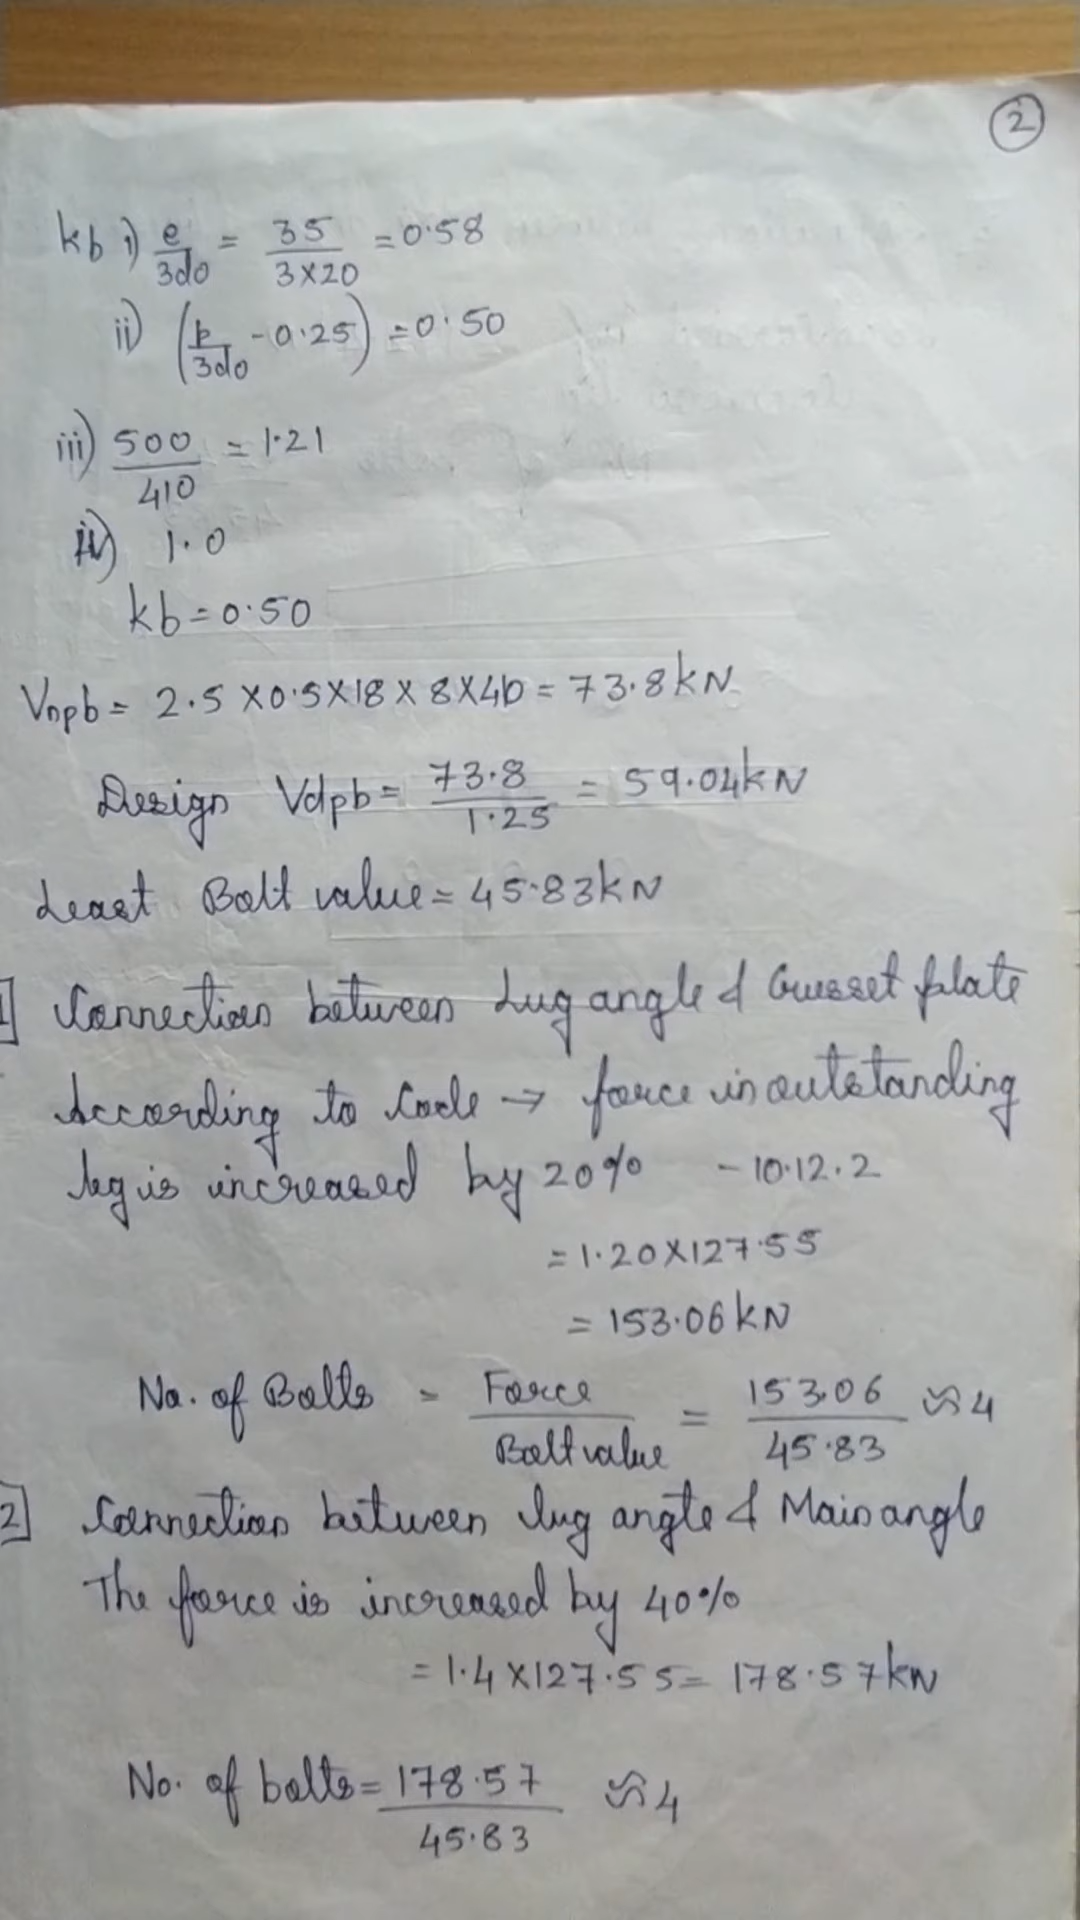 2
kb i) e/3do = 35/3×20 = 0.58
ii) (p/3do - 0.25) = 0.50
iii) 500/410 = 1.21
iv) 1.0
kb = 0.50
Vnpb = 2.5 × 0.5 × 18 × 8 × 410 = 73.8 kN
Design Vdpb = 73.8/1.25 = 59.04 kN
Least Bolt value = 45.83 kN
1] Connection between Lug angle & Gusset plate
According to Code → force in outstanding
leg is increased by 20% - 10.12.2
= 1.20 × 127.55
= 153.06 kN
No. of Bolts = Force/Bolt value = 153.06/45.83 ≈ 4
2] Connection between lug angle & Main angle
The force is increased by 40%
= 1.4 × 127.55 = 178.57 kN
No. of bolts = 178.57/45.83 ≈ 4